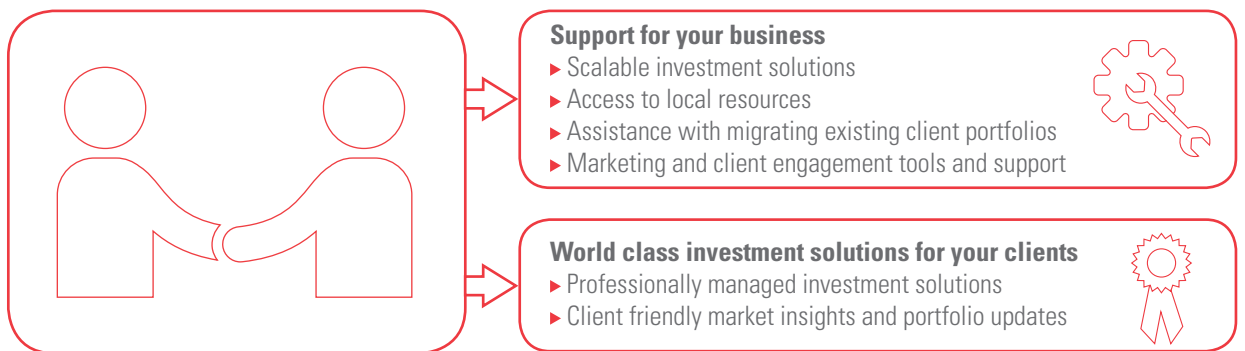 Support for your business
▸ Scalable investment solutions
▸ Access to local resources
▸ Assistance with migrating existing client portfolios
▸ Marketing and client engagement tools and support
World class investment solutions for your clients
▸ Professionally managed investment solutions
▸ Client friendly market insights and portfolio updates